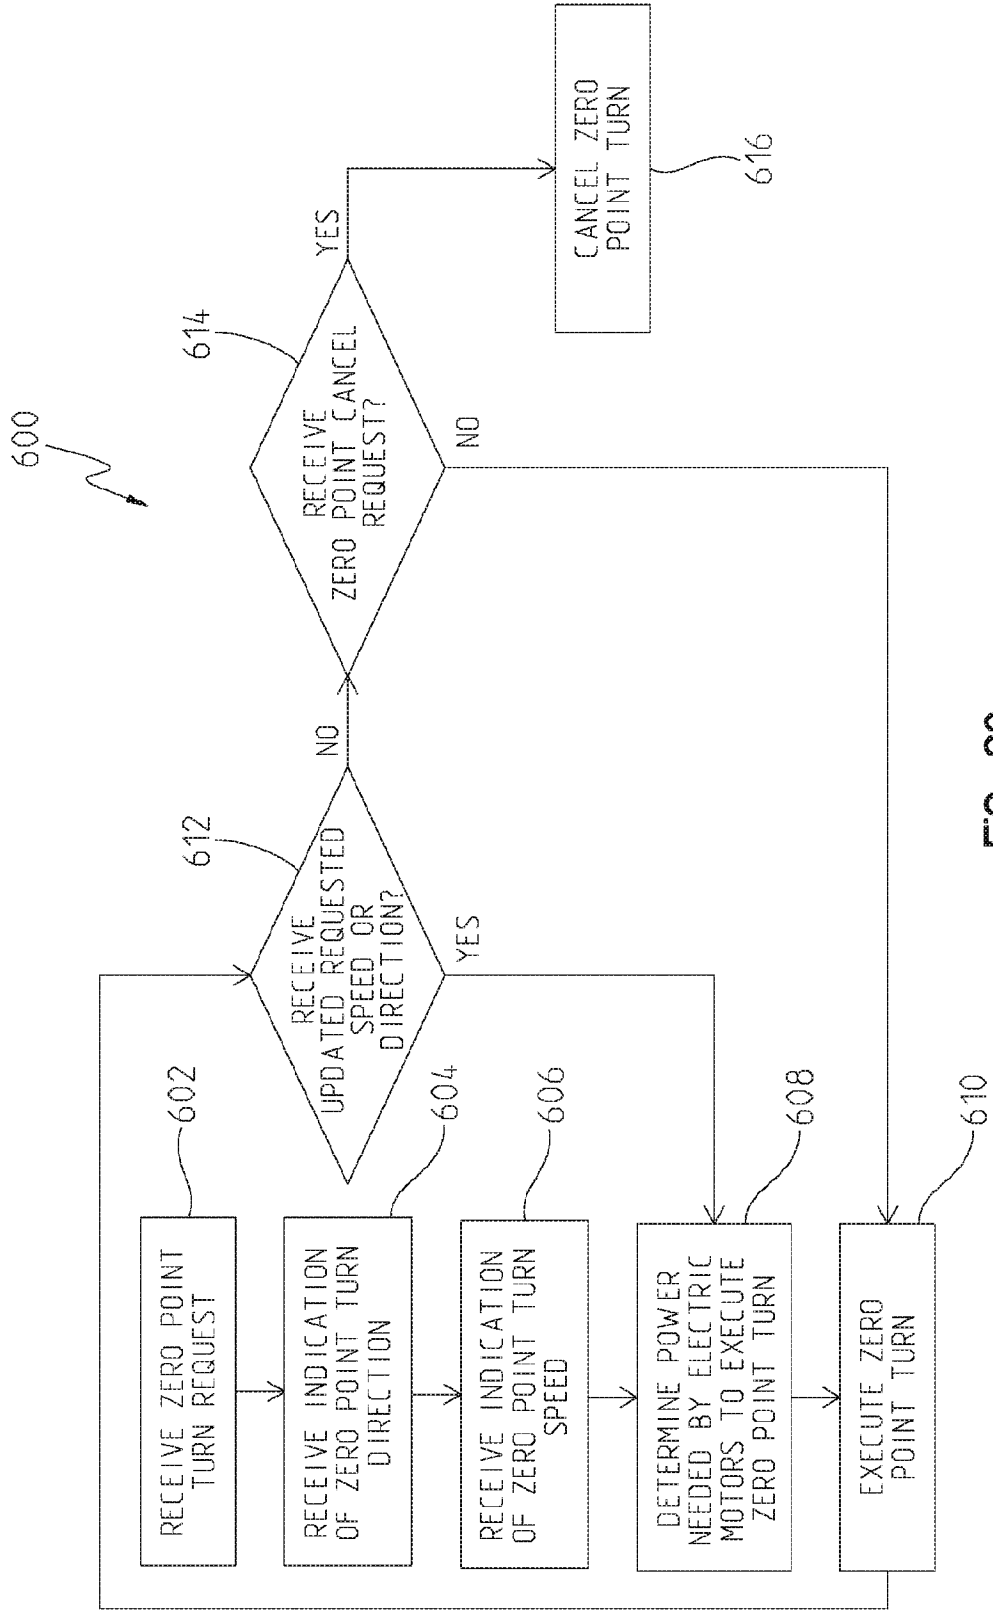 600
RECEIVE ZERO POINT
TURN REQUEST
602
RECEVE INDICATION
OF ZERO POINT TURN
DIRECTION
604
RECEIVE INDICATION
OF ZERO POINT TURN
SPEED
606
DETERMINE POWER
NEEDED BY ELECTRIC
MOTORS TO EXECUTE
ZERO POINT TURN
608
EXECUTE ZERO
POINT TURN
610
RECEIVE
UPDATED REQUESTED
SPEED OR
DIRECTION?
612
YES
NO
RECEIVE
ZERO POINT CANCEL
REQUEST?
614
YES
NO
CANCEL ZERO
POINT TURN
616